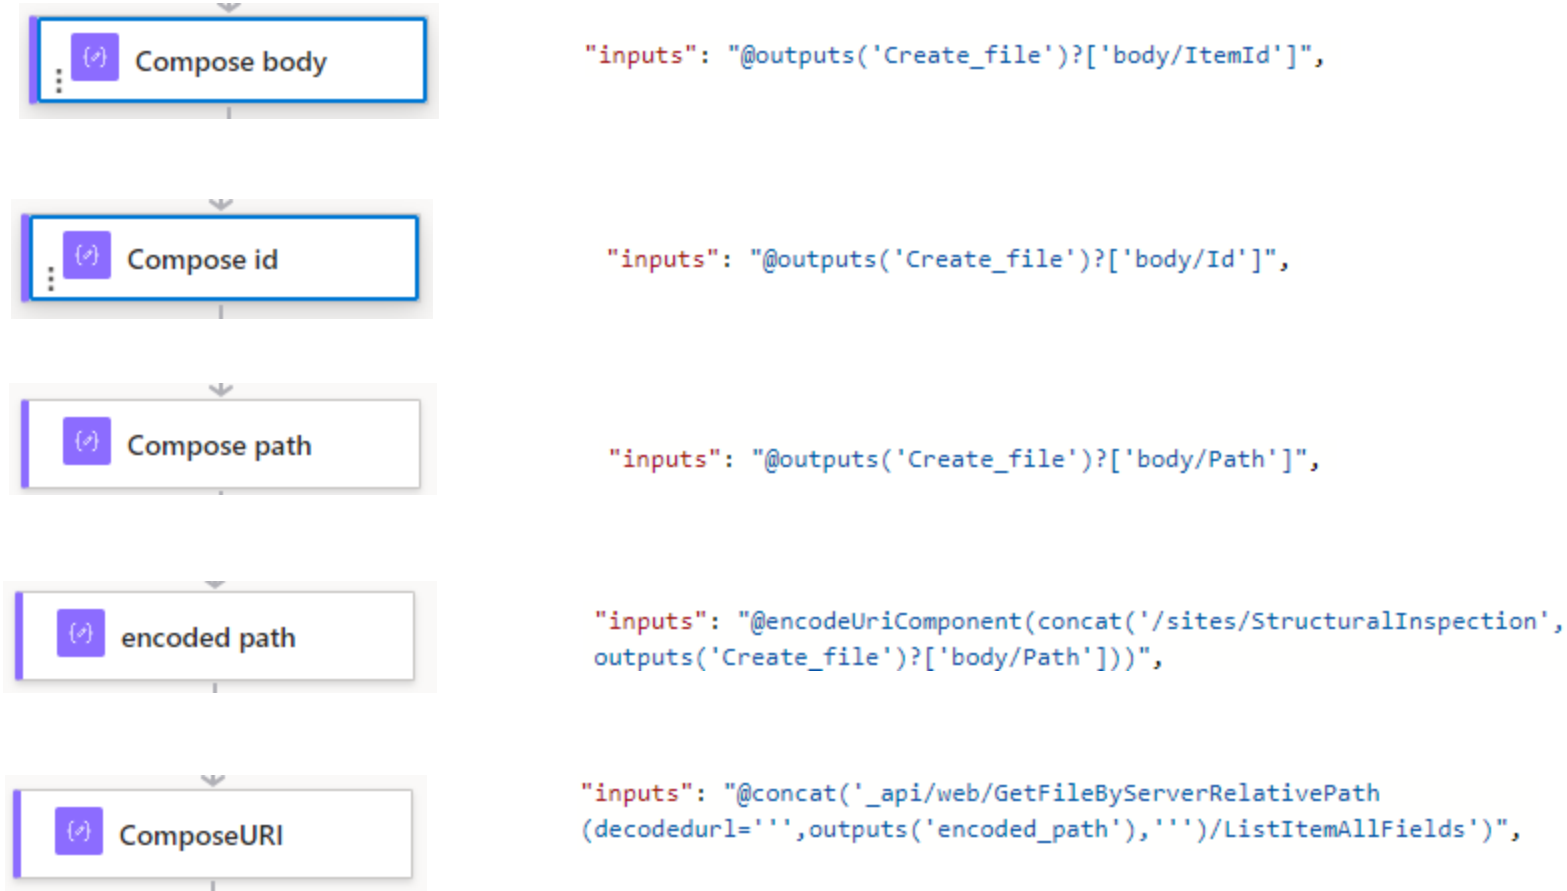 Compose body
"inputs": "@outputs('Create_file')?['body/ItemId']",
Compose id
"inputs": "@outputs('Create_file')?['body/Id']",
Compose path
"inputs": "@outputs('Create_file')?['body/Path']",
encoded path
"inputs": "@encodeUriComponent(concat('/sites/StructuralInspection',
outputs('Create_file')?['body/Path']))",
ComposeURI
"inputs": "@concat('_api/web/GetFileByServerRelativePath
(decodedurl=''',outputs('encoded_path'),''')/ListItemAllFields')",